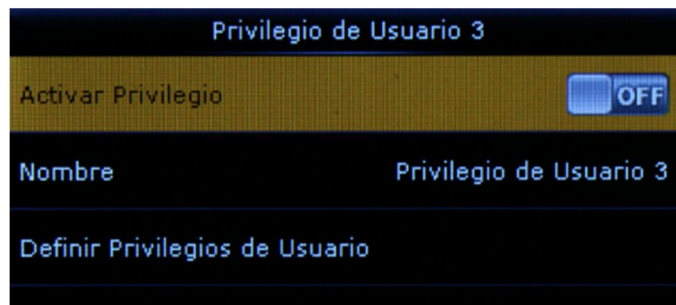 Privilegio de Usuario 3
Activar Privilegio OFF
Nombre Privilegio de Usuario 3
Definir Privilegios de Usuario